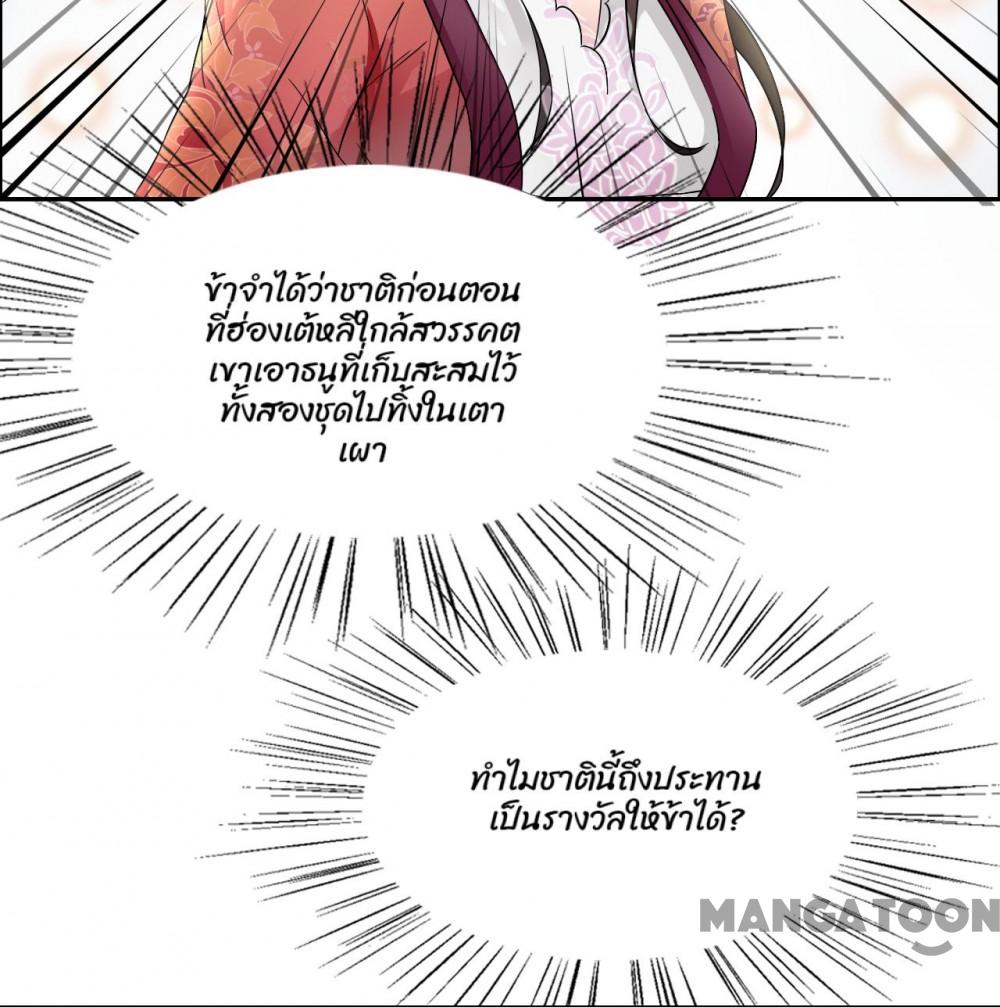 ข้าจำได้ว่าชาติก่อนตอน
ที่ฮ่องเต้หลีใกล้สวรรคต
เขาเอาธนูที่เก็บสะสมไว้
ทั้งสองชุดไปทิ้งในเตา
เผา
ทำไมชาตินี้ถึงประทาน
เป็นรางวัลให้ข้าได้?
MANGATOON